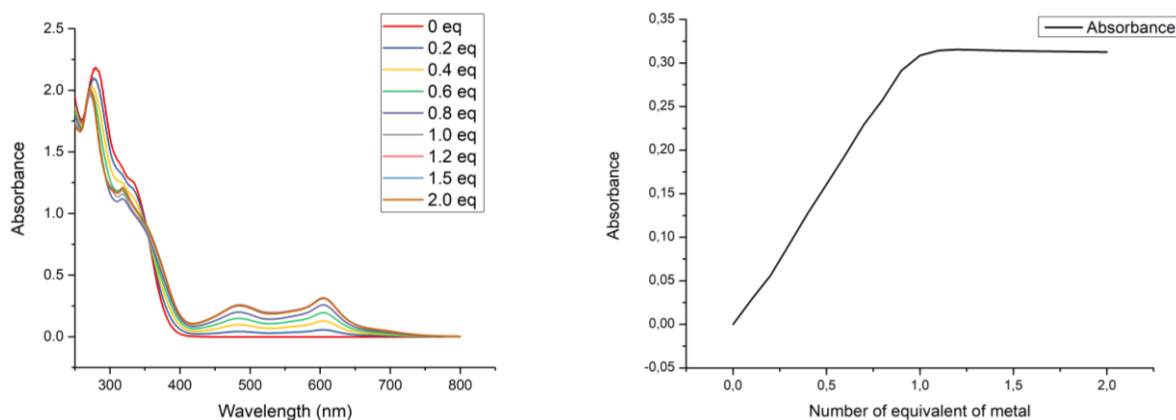 2.5
2.0
1.5
1.0
0.5
0.0
Absorbance
300 400 500 600 700 800
Wavelength (nm)
0 eq
0.2 eq
0.4 eq
0.6 eq
0.8 eq
1.0 eq
1.2 eq
1.5 eq
2.0 eq
0,35
0,30
0,25
0,20
0,15
0,10
0,05
0,00
-0,05
Absorbance
0,0 0,5 1,0 1,5 2,0
Number of equivalent of metal
Absorbance